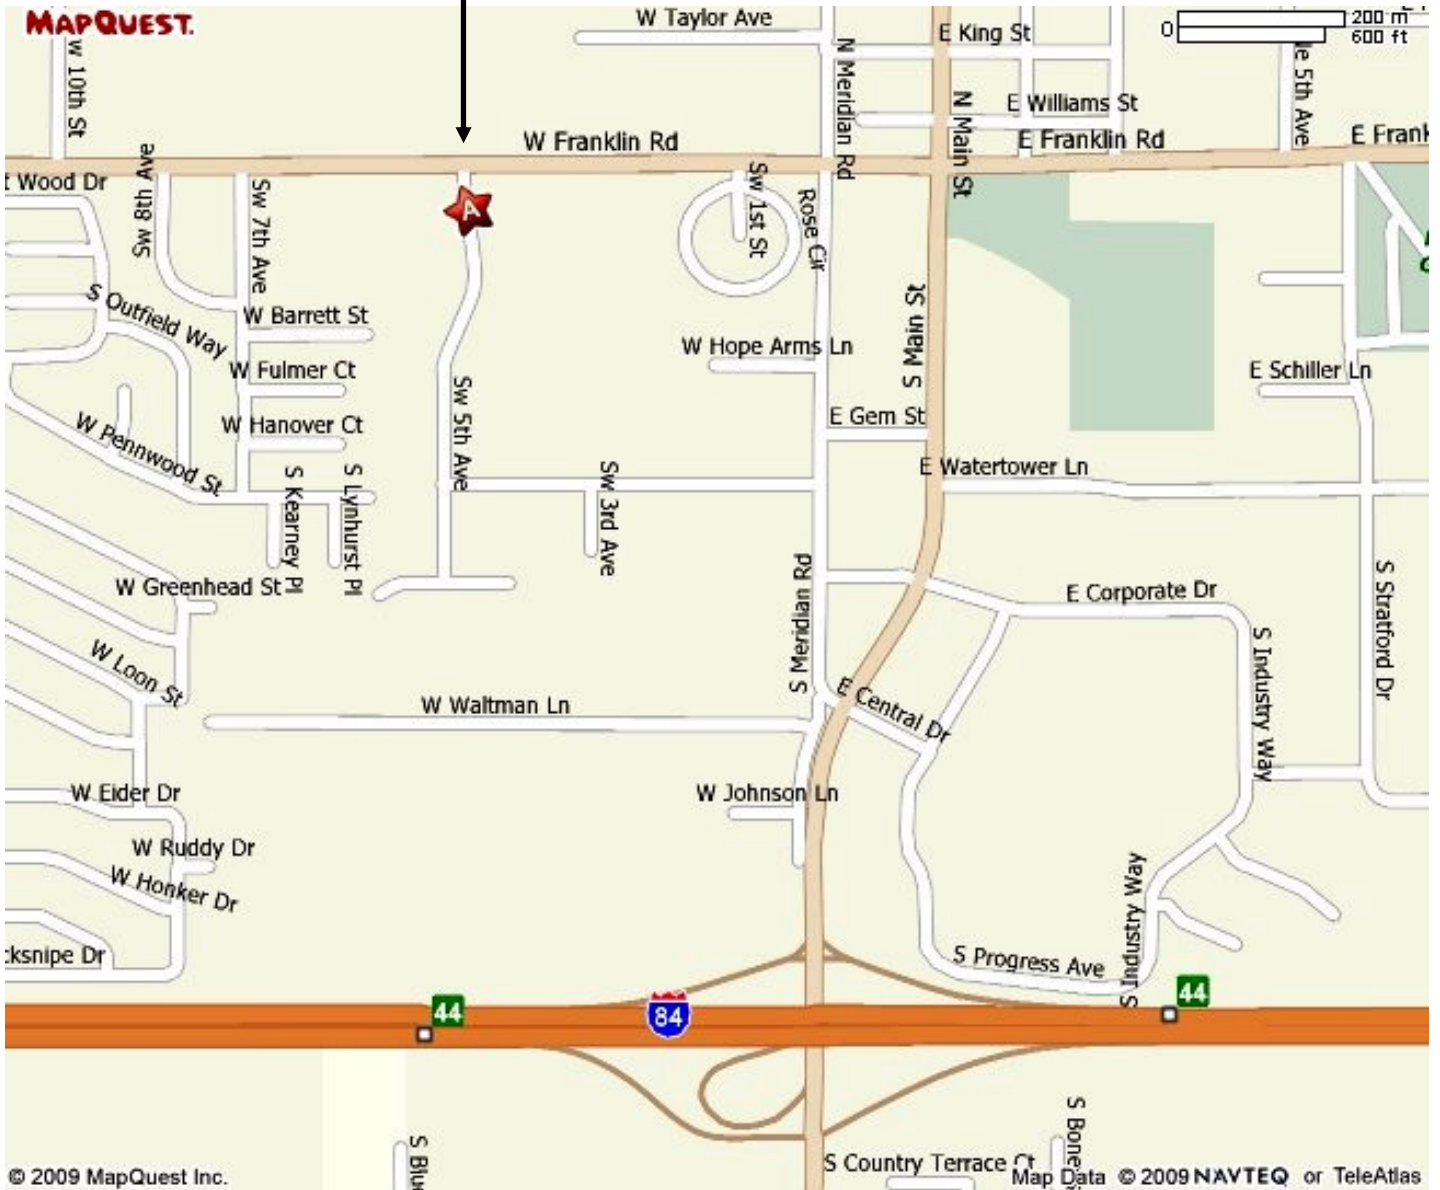 MAPQUEST.
W Taylor Ave
E King St
0
200 m
600 ft
N Meridian Rd
E Williams St
N Main St
W Franklin Rd
E Franklin Rd
Sw 8th Ave
Sw 7th Ave
A
Sw 1st St
Rose Cir
S Outfield Way
W Barrett St
S Main St
W Hope Arms Ln
W Fulmer Ct
E Schiller Ln
Sw 5th Ave
W Hanover Ct
E Gem St
W Pennwood St
E Watertower Ln
S Kearney Pl
S Lynhurst Pl
Sw 3rd Ave
W Greenhead St
S Meridian Rd
E Corporate Dr
S Stratford Dr
S Industry Way
W Loon St
E Central Dr
W Waltman Ln
W Eider Dr
W Johnson Ln
W Ruddy Dr
W Honker Dr
S Industry Way
cksnipe Dr
S Progress Ave
44
84
44
S Blu
S Bone
S Country Terrace Ct
© 2009 MapQuest Inc.
Map Data © 2009 NAVTEQ or TeleAtlas
w 10th St
le 5th Ave
E Frank
t Wood Dr